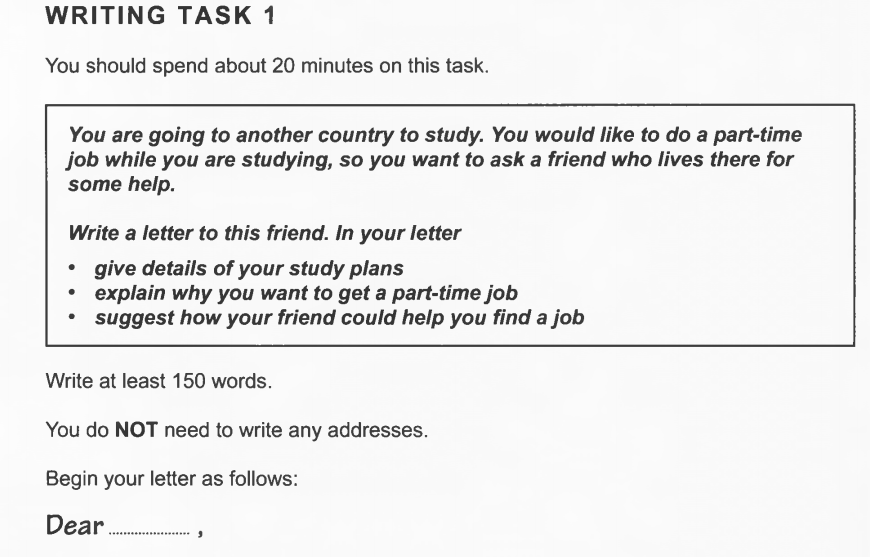 WRITING TASK 1
You should spend about 20 minutes on this task.
You are going to another country to study. You would like to do a part-time
job while you are studying, so you want to ask a friend who lives there for
some help.
Write a letter to this friend. In your letter
• give details of your study plans
• explain why you want to get a part-time job
• suggest how your friend could help you find a job
Write at least 150 words.
You do NOT need to write any addresses.
Begin your letter as follows:
Dear ...................... ,